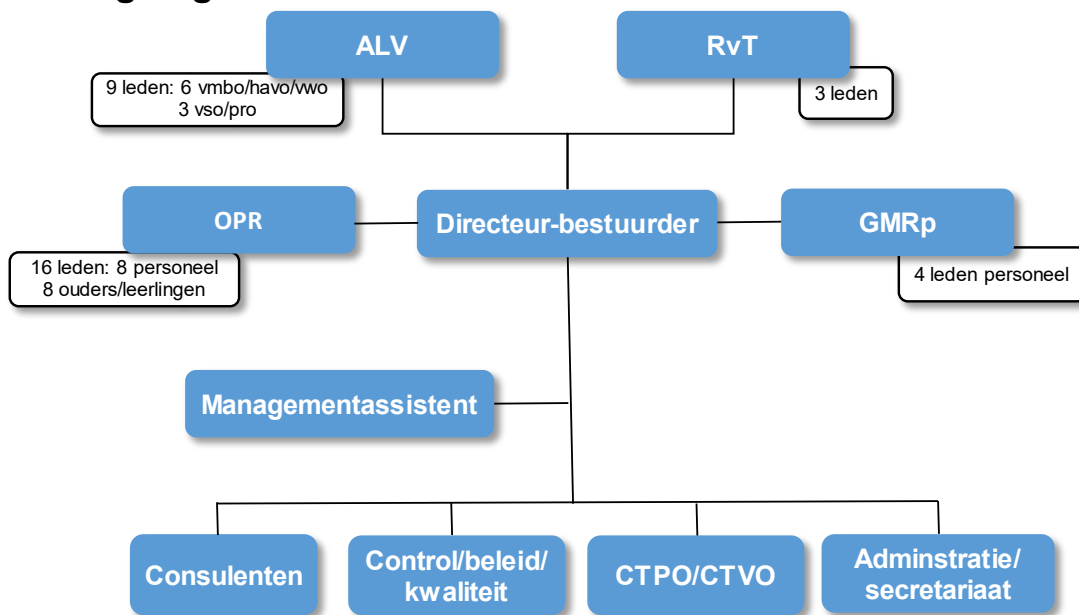 ALV
RvT
9 leden: 6 vmbo/havo/vwo
3 vso/pro
3 leden
OPR
Directeur-bestuurder
GMRp
16 leden: 8 personeel
8 ouders/leerlingen
4 leden personeel
Managementassistent
Consulenten
Control/beleid/
kwaliteit
CTPO/CTVO
Adminstratie/
secretariaat